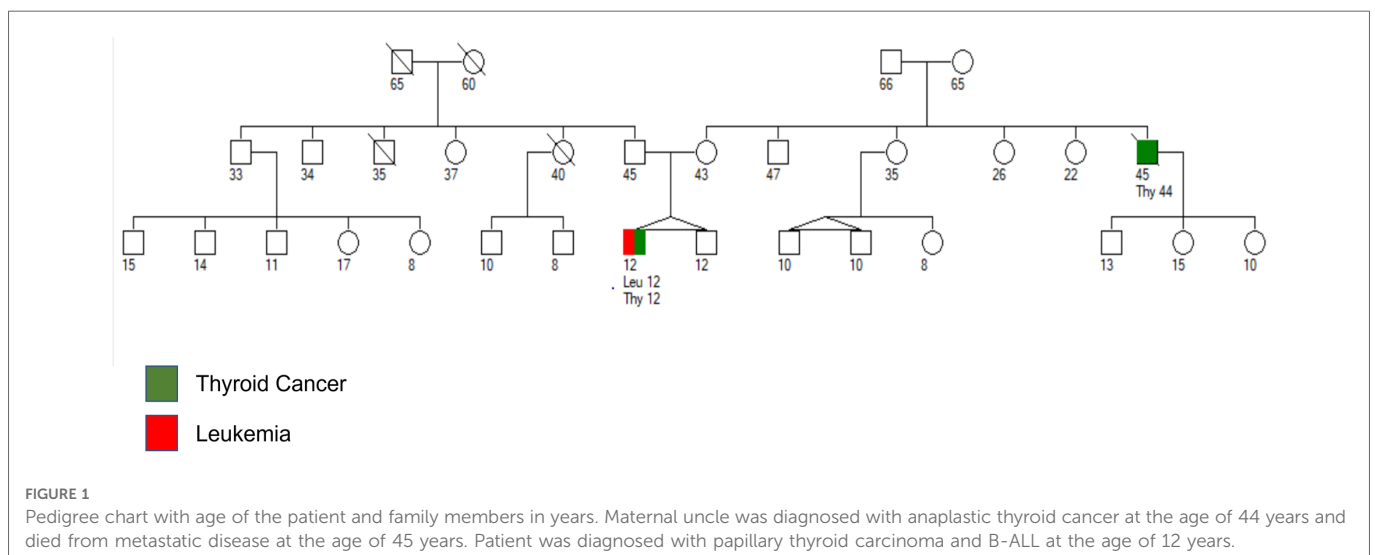 65 60 66 65
33 34 35 37 40 45 43 47 35 26 22 45
Thy 44
15 14 11 17 8 10 8 12 12 10 10 8 13 15 10
Leu 12
Thy 12
Thyroid Cancer
Leukemia
FIGURE 1
Pedigree chart with age of the patient and family members in years. Maternal uncle was diagnosed with anaplastic thyroid cancer at the age of 44 years and
died from metastatic disease at the age of 45 years. Patient was diagnosed with papillary thyroid carcinoma and B-ALL at the age of 12 years.